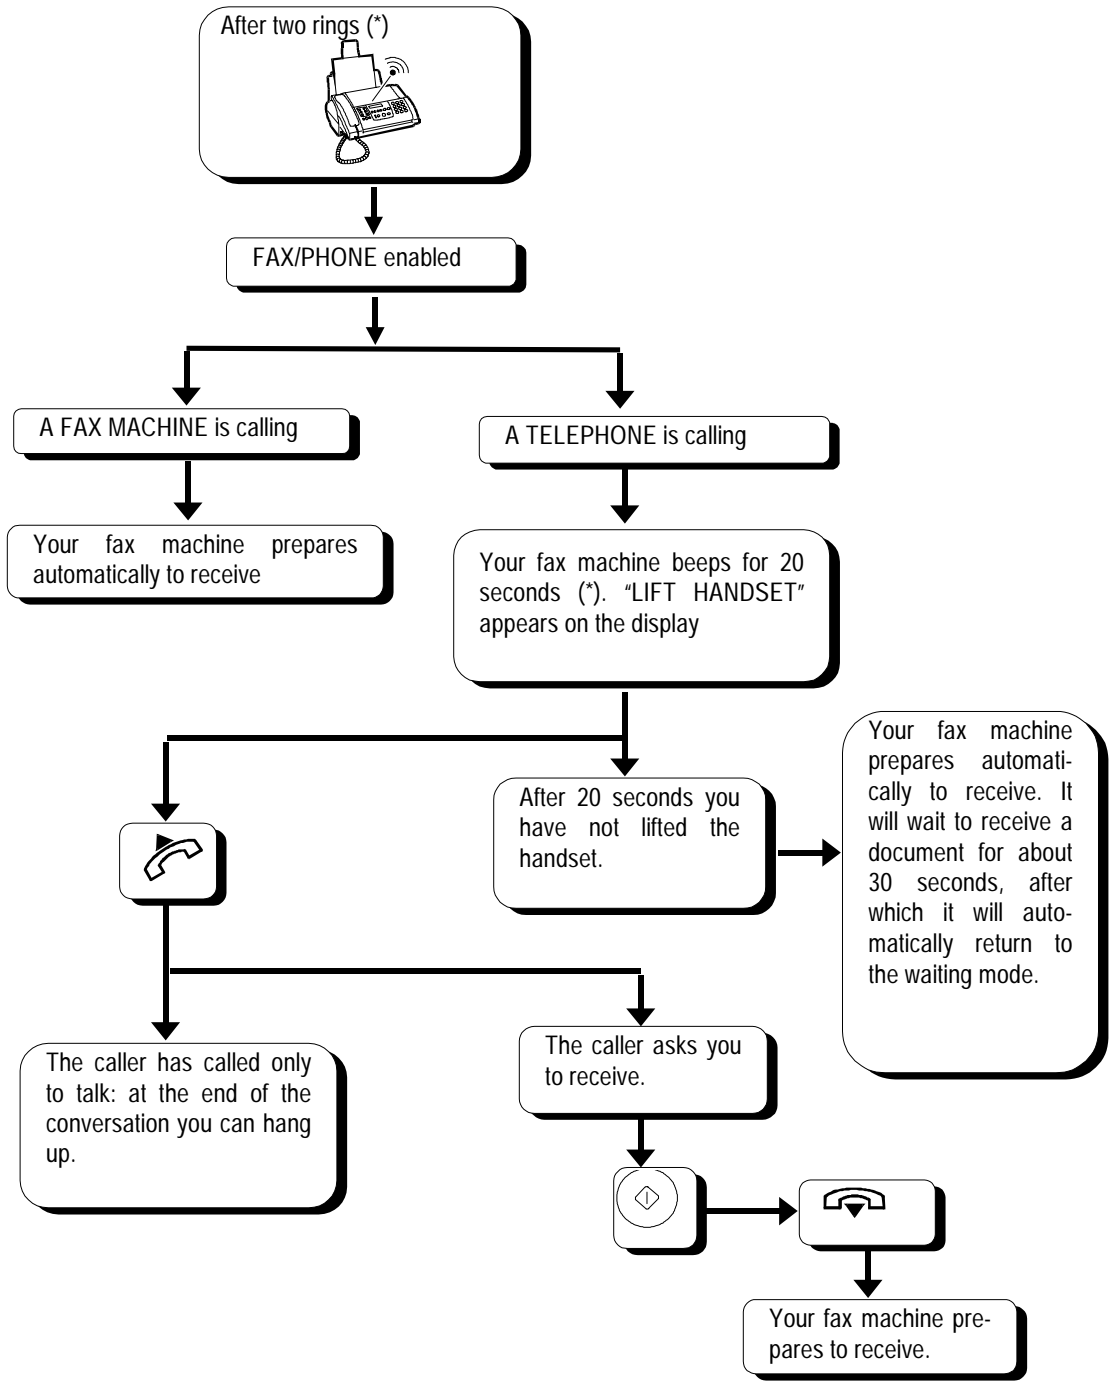 After two rings (*)
FAX/PHONE enabled
A FAX MACHINE is calling
A TELEPHONE is calling
Your fax machine prepares
automatically to receive
Your fax machine beeps for 20
seconds (*). “LIFT HANDSET”
appears on the display
After 20 seconds you
have not lifted the
handset.
Your fax machine
prepares automati-
cally to receive. It
will wait to receive a
document for about
30 seconds, after
which it will auto-
matically return to
the waiting mode.
The caller has called only
to talk: at the end of the
conversation you can hang
up.
The caller asks you
to receive.
Your fax machine pre-
pares to receive.